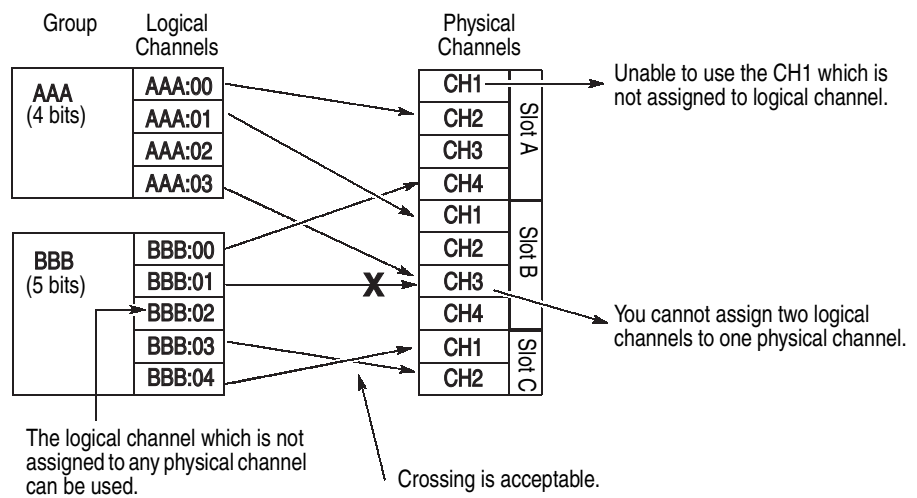 Group
Logical
Channels
Physical
Channels
AAA
(4 bits)
AAA:00
AAA:01
AAA:02
AAA:03
BBB
(5 bits)
BBB:00
BBB:01
BBB:02
BBB:03
BBB:04
CH1
CH2
CH3
CH4
Slot A
CH1
CH2
CH3
CH4
Slot B
CH1
CH2
Slot C
X
Unable to use the CH1 which is
not assigned to logical channel.
You cannot assign two logical
channels to one physical channel.
The logical channel which is not
assigned to any physical channel
can be used.
Crossing is acceptable.